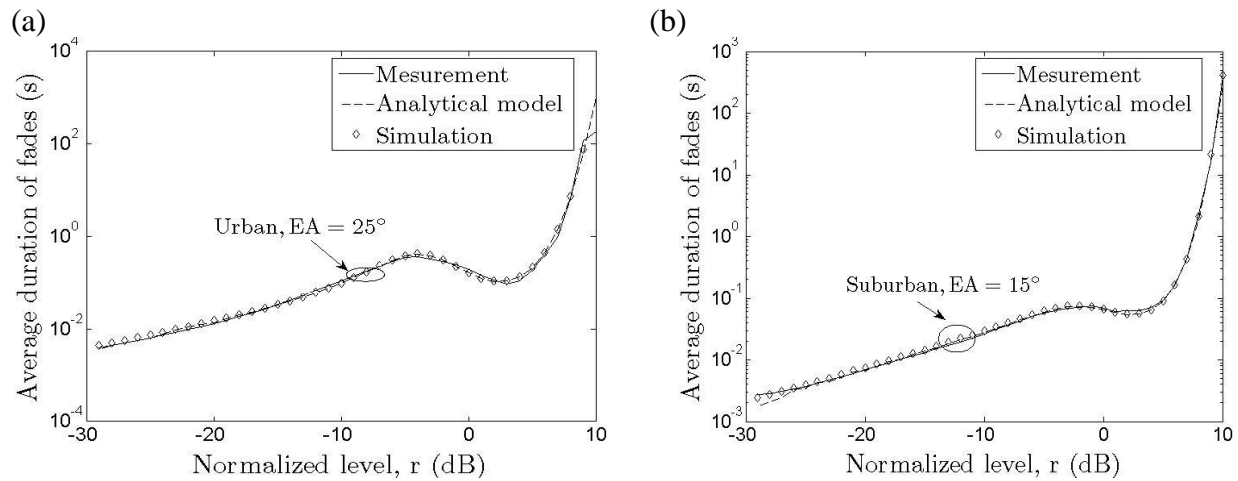 (a)
10^4
10^2
10^0
10^-2
10^-4
Average duration of fades (s)
Mesurement
Analytical model
Simulation
Urban, EA = 25°
-30 -20 -10 0 10
Normalized level, r (dB)
(b)
10^3
10^2
10^1
10^0
10^-1
10^-2
10^-3
Average duration of fades (s)
Mesurement
Analytical model
Simulation
Suburban, EA = 15°
-30 -20 -10 0 10
Normalized level, r (dB)